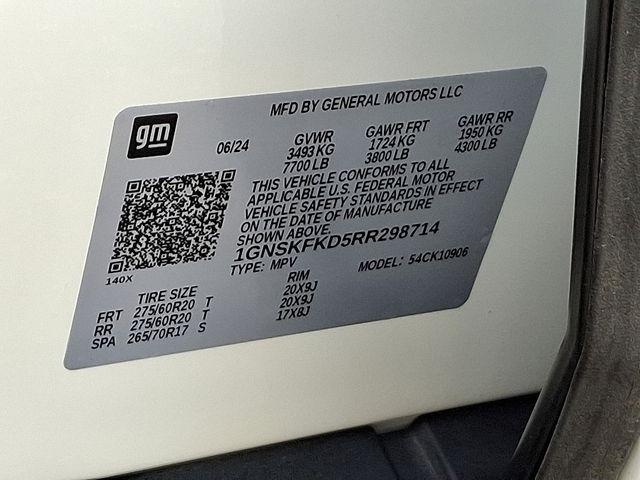 MFD BY GENERAL MOTORS LLC
gm
06/24 GVWR GAWR FRT GAWR RR
3493 KG 1724 KG 1950 KG
7700 LB 3800 LB 4300 LB
THIS VEHICLE CONFORMS TO ALL
APPLICABLE U.S. FEDERAL MOTOR
VEHICLE SAFETY STANDARDS IN EFFECT
ON THE DATE OF MANUFACTURE
SHOWN ABOVE.
1GNSKFKD5RR298714
TYPE: MPV MODEL: 54CK10906
140X
TIRE SIZE RIM
FRT 275/60R20 T 20X9J
RR 275/60R20 T 20X9J
SPA 265/70R17 S 17X8J